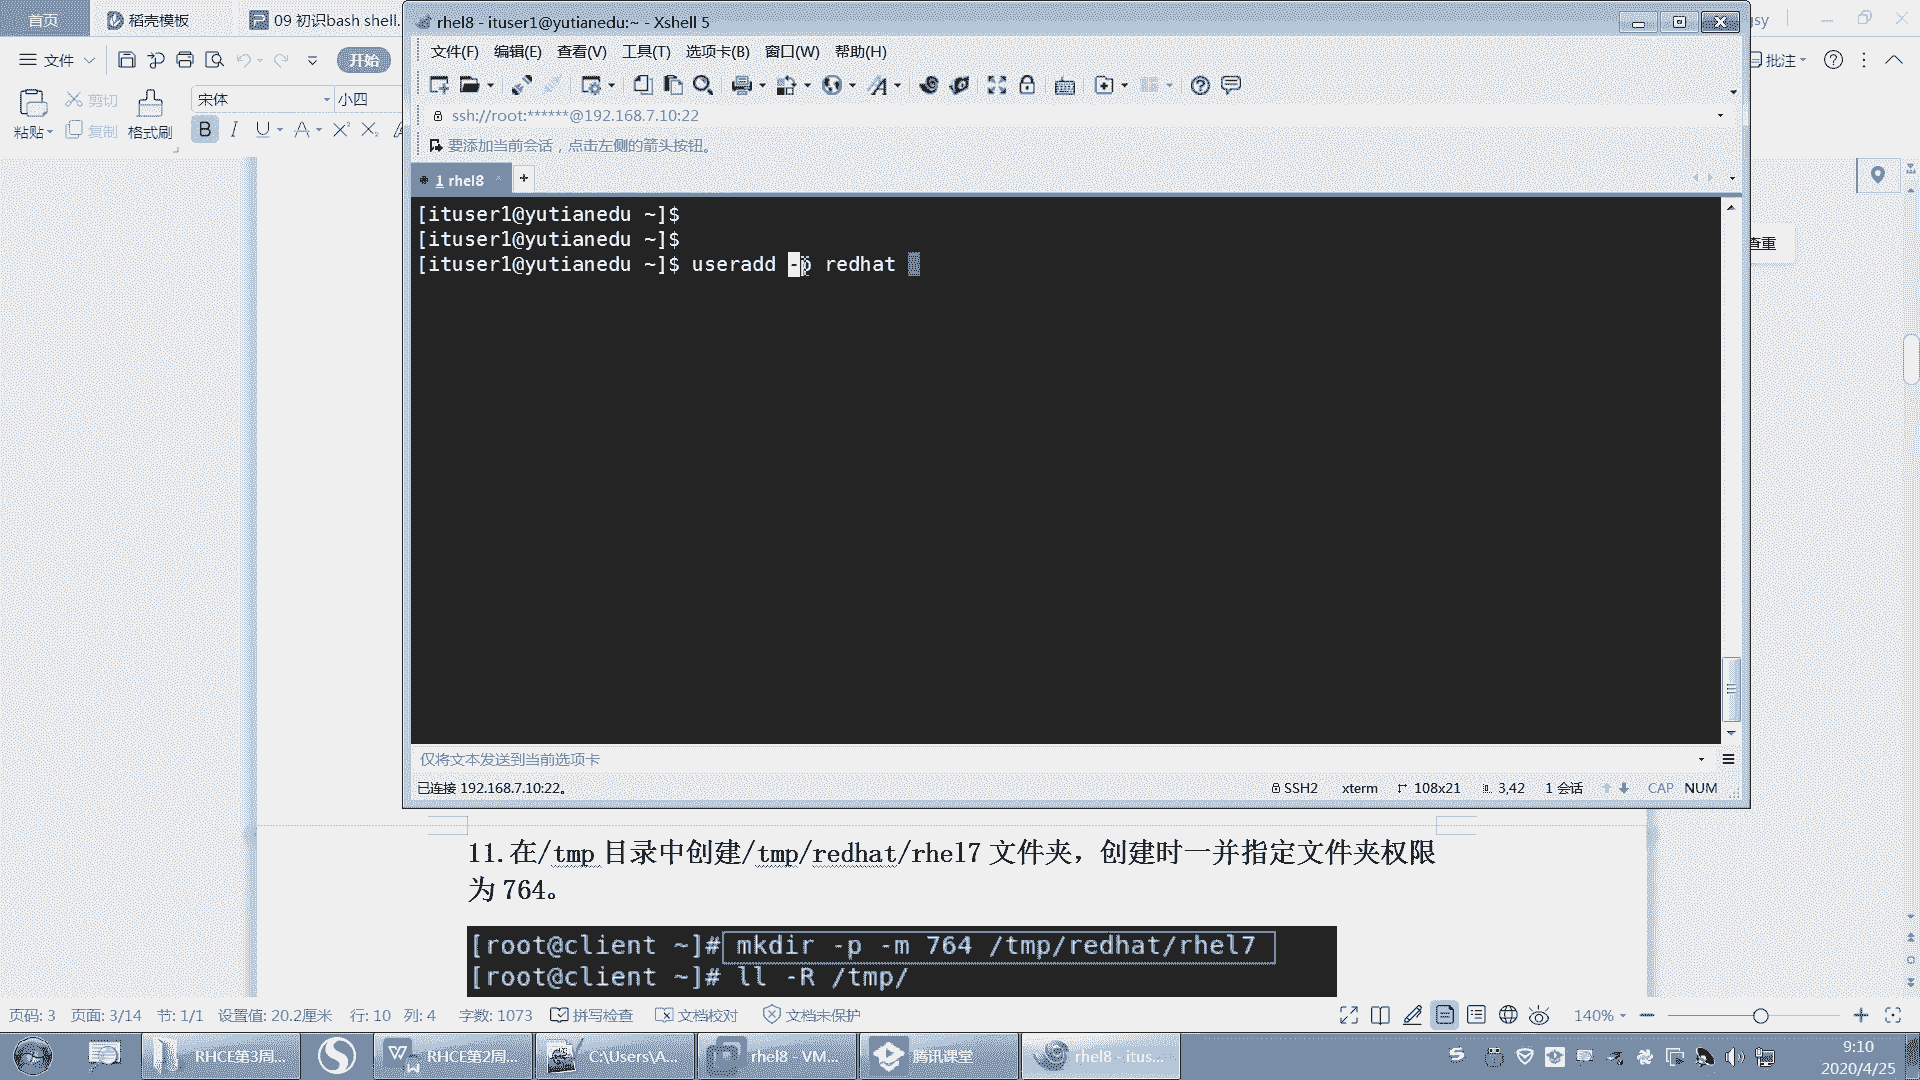 首页 稻壳模板 09 初识bash shell.
rhel8 - ituser1@yutianedu:~ - Xshell 5
文件(F) 编辑(E) 查看(V) 工具(T) 选项卡(B) 窗口(W) 帮助(H)
文件 开始 批注
宋体 小四
粘贴 剪切 复制 格式刷 B I U A X² X₂
ssh://root:******@192.168.7.10:22
要添加当前会话，点击左侧的箭头按钮。
1 rhel8
[ituser1@yutianedu ~]$
[ituser1@yutianedu ~]$
[ituser1@yutianedu ~]$ useradd -p redhat
查重
仅将文本发送到当前选项卡
已连接 192.168.7.10:22。 SSH2 xterm 108x21 3,42 1 会话 CAP NUM
11.在/tmp 目录中创建/tmp/redhat/rhel7 文件夹，创建时一并指定文件夹权限
为 764。
[root@client ~]# mkdir -p -m 764 /tmp/redhat/rhel7
[root@client ~]# ll -R /tmp/
页码: 3 页面: 3/14 节: 1/1 设置值: 20.2厘米 行: 10 列: 4 字数: 1073 拼写检查 文档校对 文档未保护 140%
RHCE第3周... RHCE第2周... C:\Users\A... rhel8 - VM... 腾讯课堂 rhel8 - itus...
9:10
2020/4/25